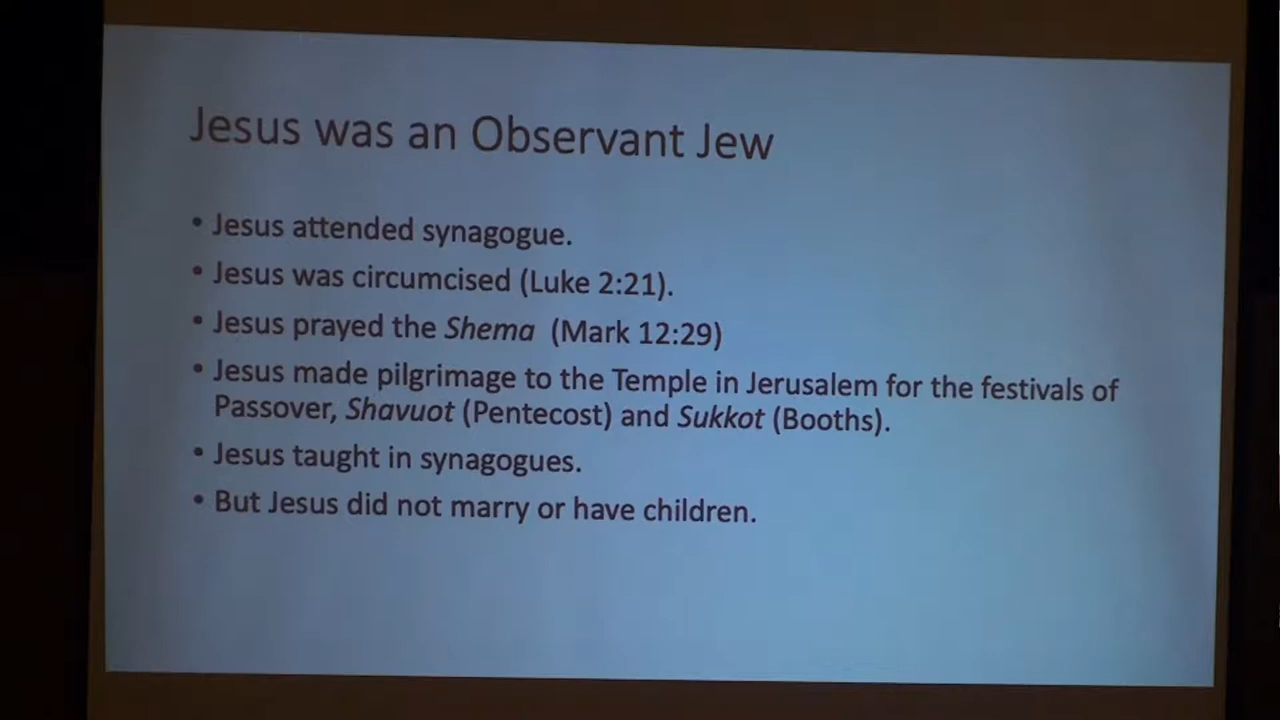 Jesus was an Observant Jew
• Jesus attended synagogue.
• Jesus was circumcised (Luke 2:21).
• Jesus prayed the Shema (Mark 12:29)
• Jesus made pilgrimage to the Temple in Jerusalem for the festivals of
Passover, Shavuot (Pentecost) and Sukkot (Booths).
• Jesus taught in synagogues.
• But Jesus did not marry or have children.